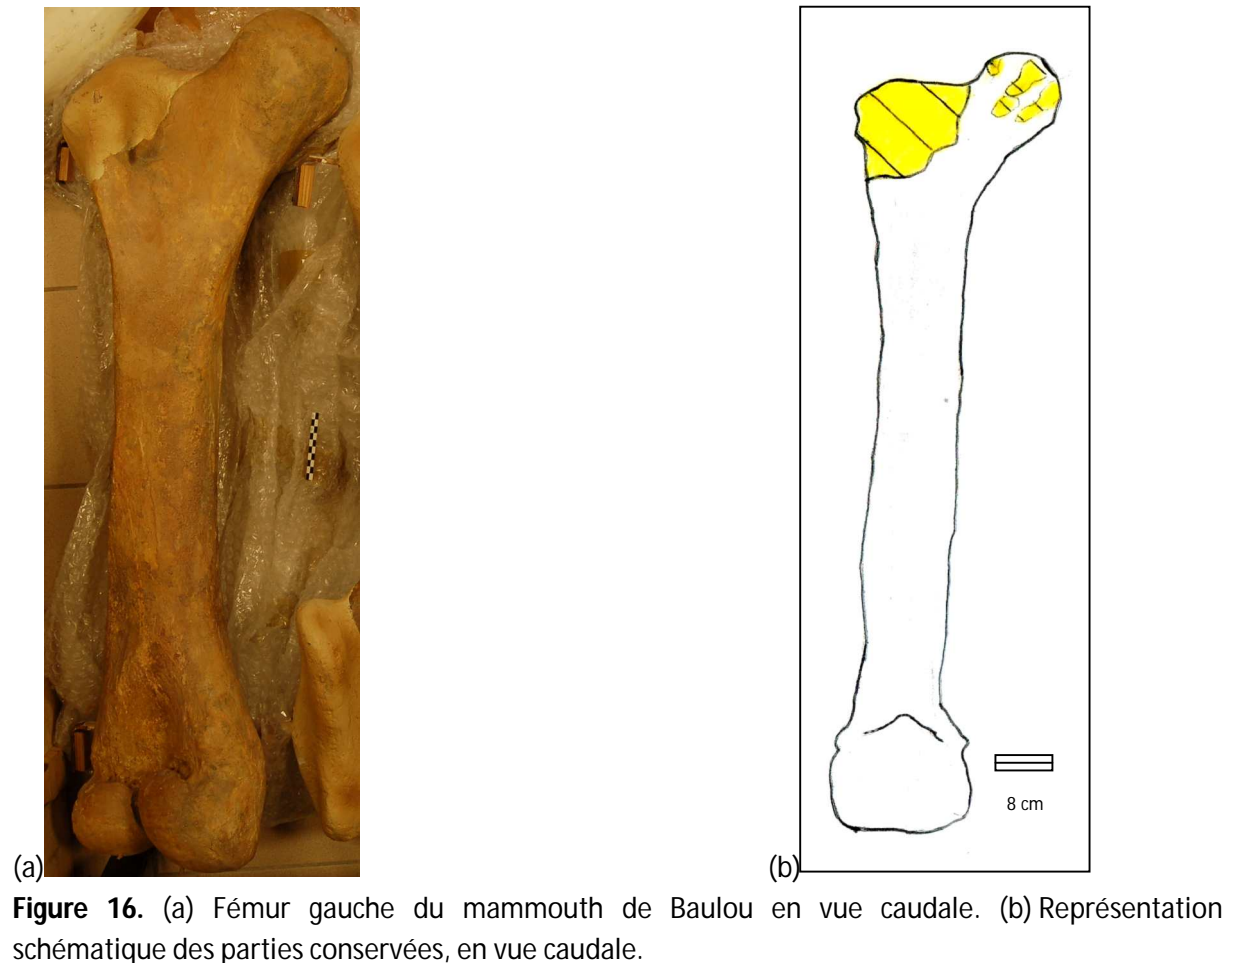 8 cm
(a)
(b)
Figure 16. (a) Fémur gauche du mammouth de Baulou en vue caudale. (b) Représentation
schématique des parties conservées, en vue caudale.